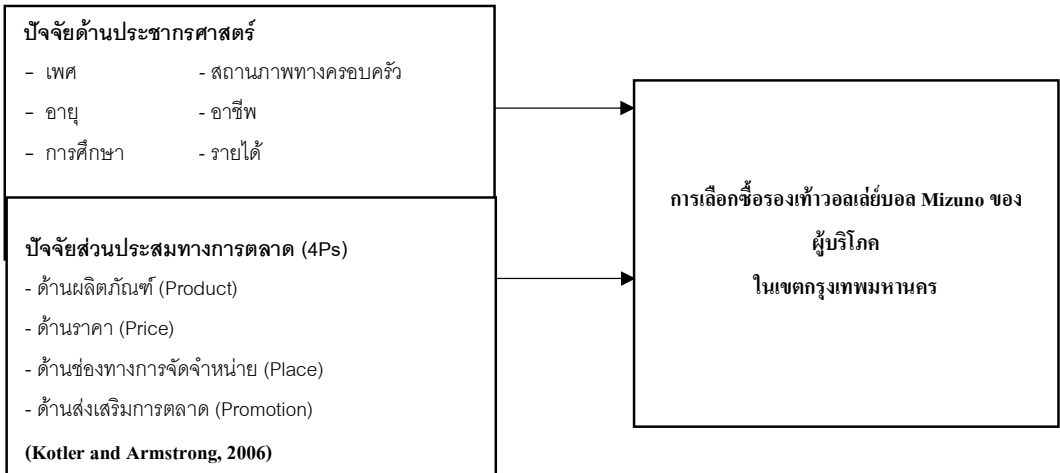 ปัจจัยด้านประชากรศาสตร์
- เพศ - สถานภาพทางครอบครัว
- อายุ - อาชีพ
- การศึกษา - รายได้
ปัจจัยส่วนประสมทางการตลาด (4Ps)
- ด้านผลิตภัณฑ์ (Product)
- ด้านราคา (Price)
- ด้านช่องทางการจัดจำหน่าย (Place)
- ด้านส่งเสริมการตลาด (Promotion)
(Kotler and Armstrong, 2006)
การเลือกซื้อรองเท้าวอลเล่ย์บอล Mizuno ของ
ผู้บริโภค
ในเขตกรุงเทพมหานคร